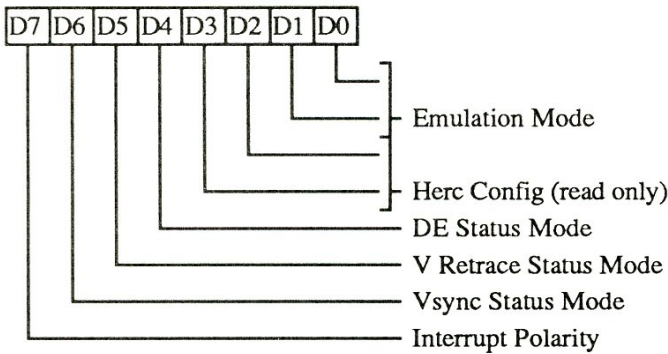 D7 D6 D5 D4 D3 D2 D1 D0
Emulation Mode
Herc Config (read only)
DE Status Mode
V Retrace Status Mode
Vsync Status Mode
Interrupt Polarity